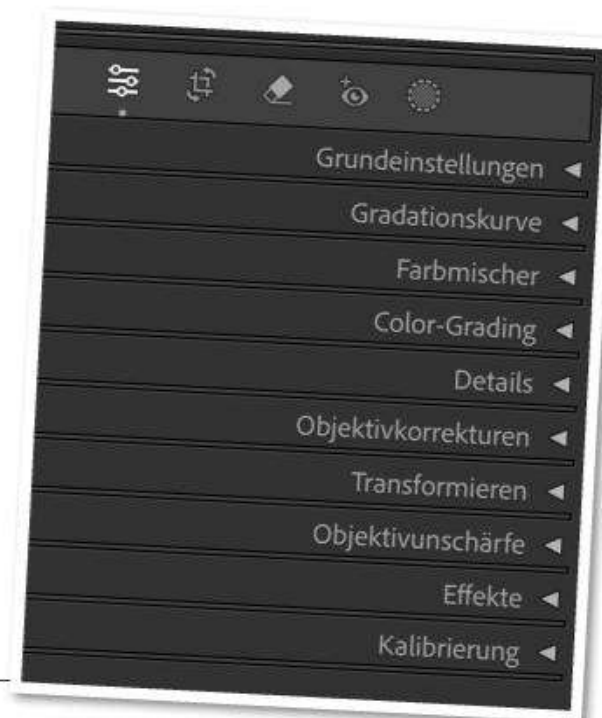 Grundeinstellungen
Gradationskurve
Farbmischer
Color-Grading
Details
Objektivkorrekturen
Transformieren
Objektivunschärfe
Effekte
Kalibrierung